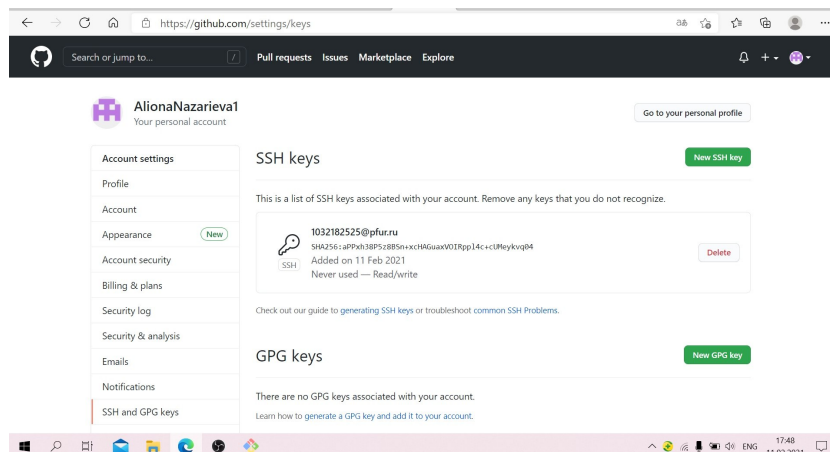 https://github.com/settings/keys
Search or jump to...
/
Pull requests Issues Marketplace Explore
AlionaNazarieva1
Your personal account
Go to your personal profile
Account settings
Profile
Account
Appearance New
Account security
Billing & plans
Security log
Security & analysis
Emails
Notifications
SSH and GPG keys
SSH keys
New SSH key
This is a list of SSH keys associated with your account. Remove any keys that you do not recognize.
1032182525@pfur.ru
SHA256:aPPxh38P5z8BSn+xcHAGuaxVOIRppl4c+cUMeykvq04
Added on 11 Feb 2021
Never used — Read/write
SSH
Delete
Check out our guide to generating SSH keys or troubleshoot common SSH Problems.
GPG keys
New GPG key
There are no GPG keys associated with your account.
Learn how to generate a GPG key and add it to your account.
ENG
17:48